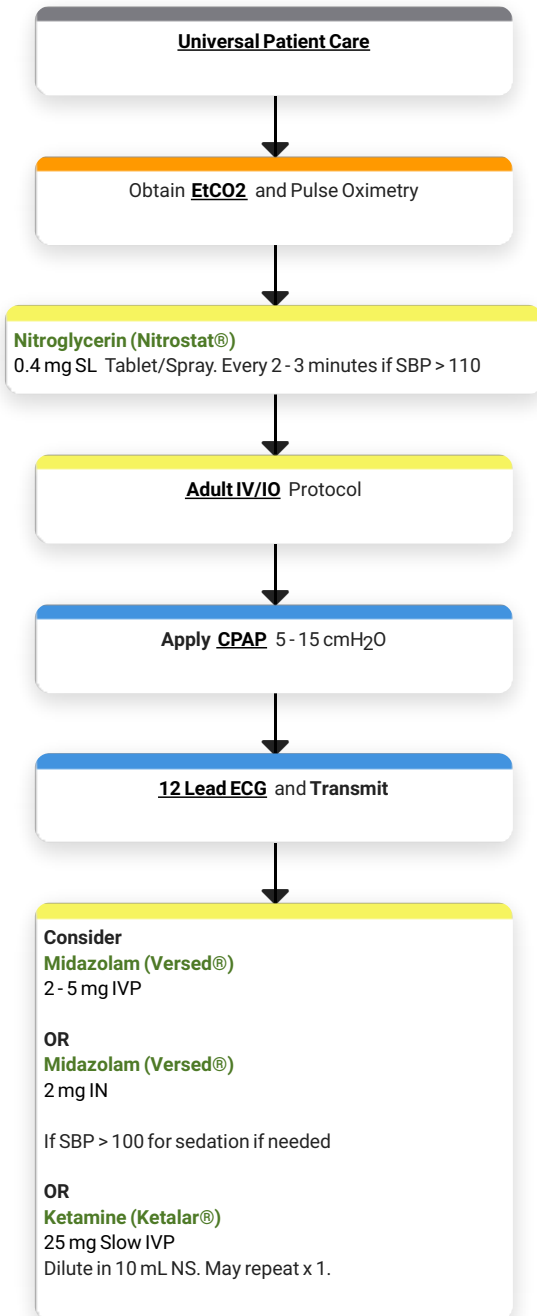 Universal Patient Care
Obtain EtCO2 and Pulse Oximetry
Nitroglycerin (Nitrostat®)
0.4 mg SL Tablet/Spray. Every 2 - 3 minutes if SBP > 110
Adult IV/IO Protocol
Apply CPAP 5 - 15 cmH2O
12 Lead ECG and Transmit
Consider
Midazolam (Versed®)
2 - 5 mg IVP
OR
Midazolam (Versed®)
2 mg IN
If SBP > 100 for sedation if needed
OR
Ketamine (Ketalar®)
25 mg Slow IVP
Dilute in 10 mL NS. May repeat x 1.